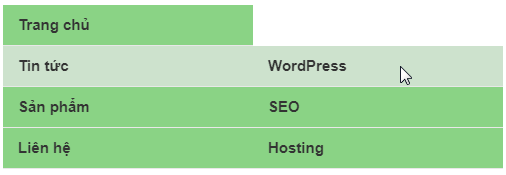 Trang chủ
Tin tức WordPress
Sản phẩm SEO
Liên hệ Hosting